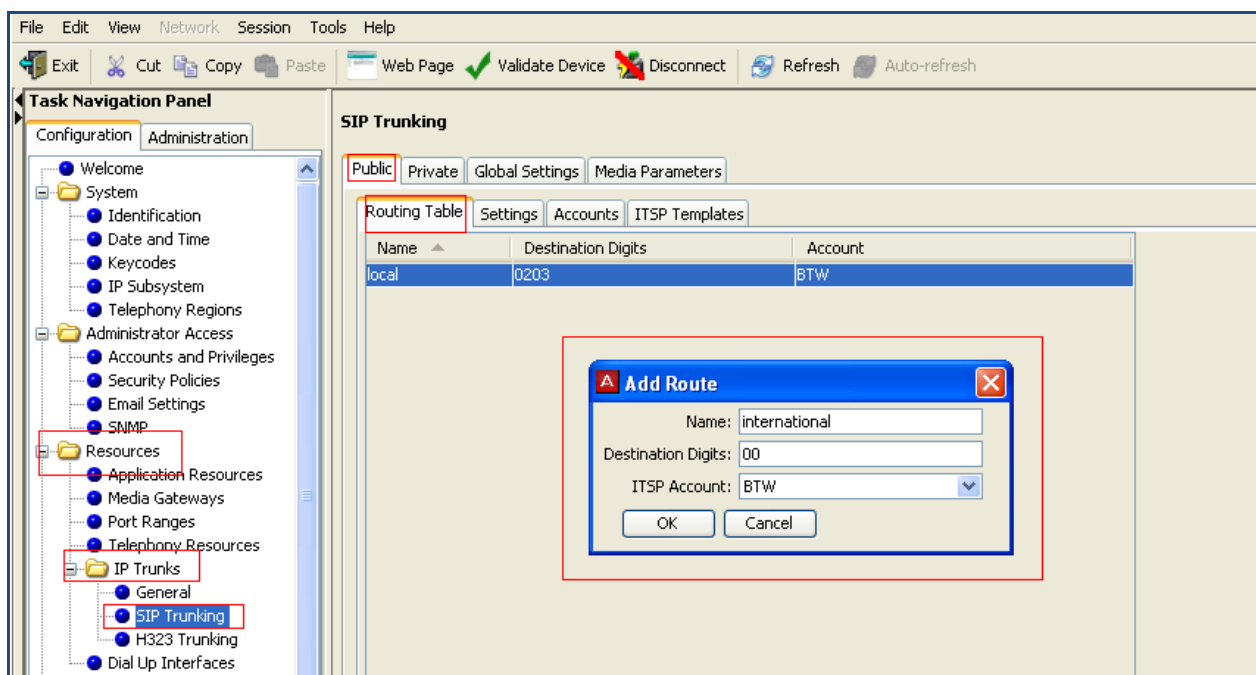 File Edit View Network Session Tools Help
Exit Cut Copy Paste Web Page Validate Device Disconnect Refresh Auto-refresh
Task Navigation Panel
Configuration Administration
Welcome
System
Identification
Date and Time
Keycodes
IP Subsystem
Telephony Regions
Administrator Access
Accounts and Privileges
Security Policies
Email Settings
SNMP
Resources
Application Resources
Media Gateways
Port Ranges
Telephony Resources
IP Trunks
General
SIP Trunking
H323 Trunking
Dial Up Interfaces
SIP Trunking
Public Private Global Settings Media Parameters
Routing Table Settings Accounts ITSP Templates
Name Destination Digits Account
local 0203 BTW
A Add Route
Name: international
Destination Digits: 00
ITSP Account: BTW
OK Cancel